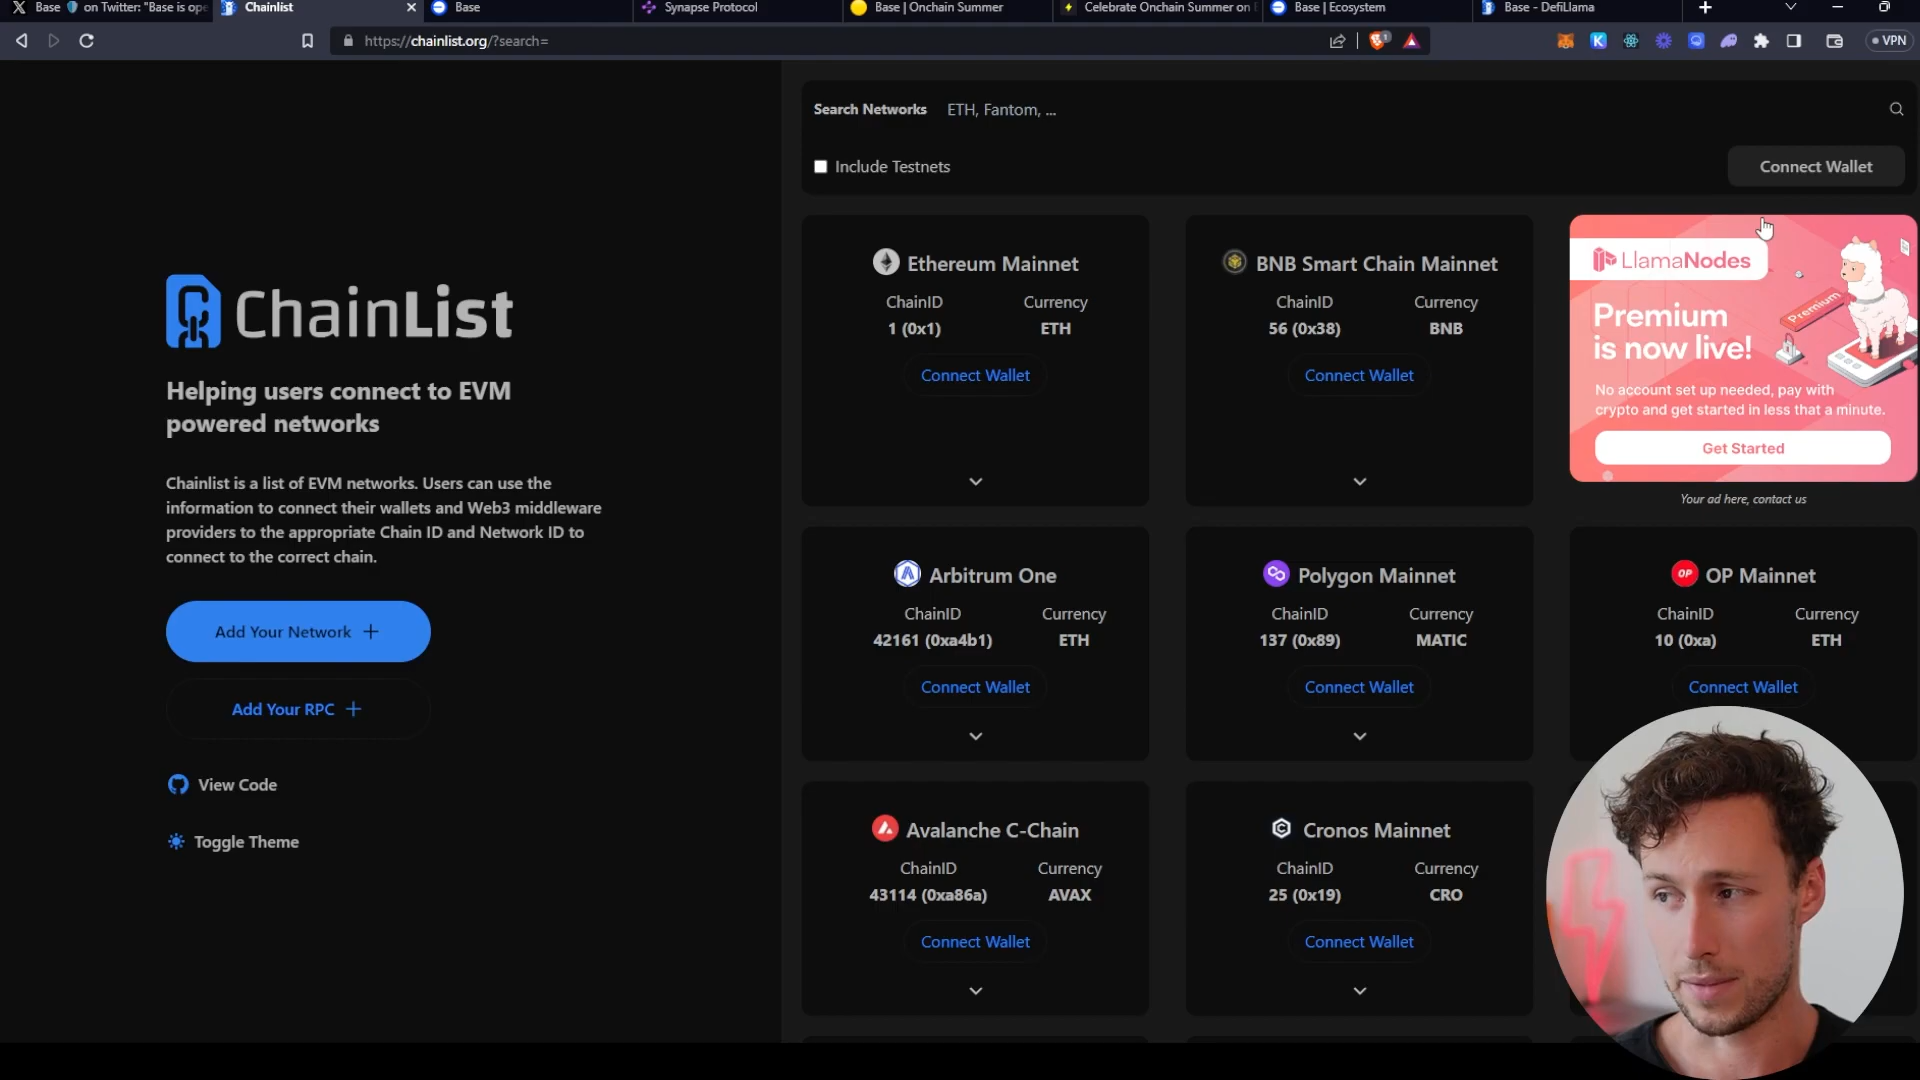 Base 🛡️ on Twitter: "Base is ope
Chainlist
Base
Synapse Protocol
Base | Onchain Summer
Celebrate Onchain Summer on
Base | Ecosystem
Base - DefiLlama
https://chainlist.org/?search=
1
VPN
Search Networks
ETH, Fantom, ...
Include Testnets
Connect Wallet
ChainList
Helping users connect to EVM
powered networks
Chainlist is a list of EVM networks. Users can use the
information to connect their wallets and Web3 middleware
providers to the appropriate Chain ID and Network ID to
connect to the correct chain.
Add Your Network
Add Your RPC
View Code
Toggle Theme
Ethereum Mainnet
ChainID Currency
1 (0x1) ETH
Connect Wallet
BNB Smart Chain Mainnet
ChainID Currency
56 (0x38) BNB
Connect Wallet
LlamaNodes
Premium
is now live!
Premium
No account set up needed, pay with
crypto and get started in less that a minute.
Get Started
Your ad here, contact us
Arbitrum One
ChainID Currency
42161 (0xa4b1) ETH
Connect Wallet
Polygon Mainnet
ChainID Currency
137 (0x89) MATIC
Connect Wallet
OP
OP Mainnet
ChainID Currency
10 (0xa) ETH
Connect Wallet
Avalanche C-Chain
ChainID Currency
43114 (0xa86a) AVAX
Connect Wallet
Cronos Mainnet
ChainID Currency
25 (0x19) CRO
Connect Wallet